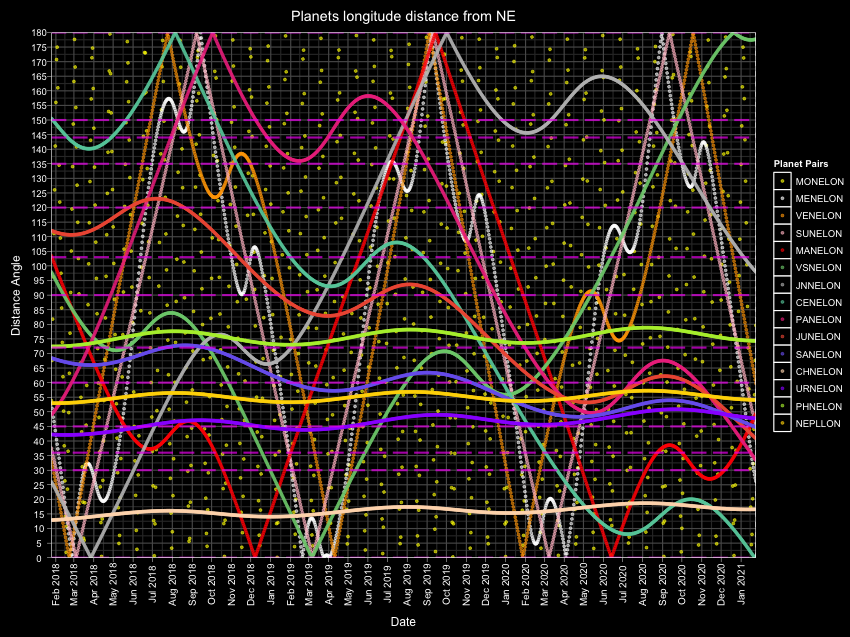 Planets longitude distance from NE
Distance Angle
180
175
170
165
160
155
150
145
140
135
130
125
120
115
110
105
100
95
90
85
80
75
70
65
60
55
50
45
40
35
30
25
20
15
10
5
0
Feb 2018
Mar 2018
Apr 2018
May 2018
Jun 2018
Jul 2018
Aug 2018
Sep 2018
Oct 2018
Nov 2018
Dec 2018
Jan 2019
Feb 2019
Mar 2019
Apr 2019
May 2019
Jun 2019
Jul 2019
Aug 2019
Sep 2019
Oct 2019
Nov 2019
Dec 2019
Jan 2020
Feb 2020
Mar 2020
Apr 2020
May 2020
Jun 2020
Jul 2020
Aug 2020
Sep 2020
Oct 2020
Nov 2020
Dec 2020
Jan 2021
Date
Planet Pairs
MONELON
MENELON
VENELON
SUNELON
MANELON
VSNELON
JNNELON
CENELON
PANELON
JUNELON
SANELON
CHNELON
URNELON
PHNELON
NEPLLON